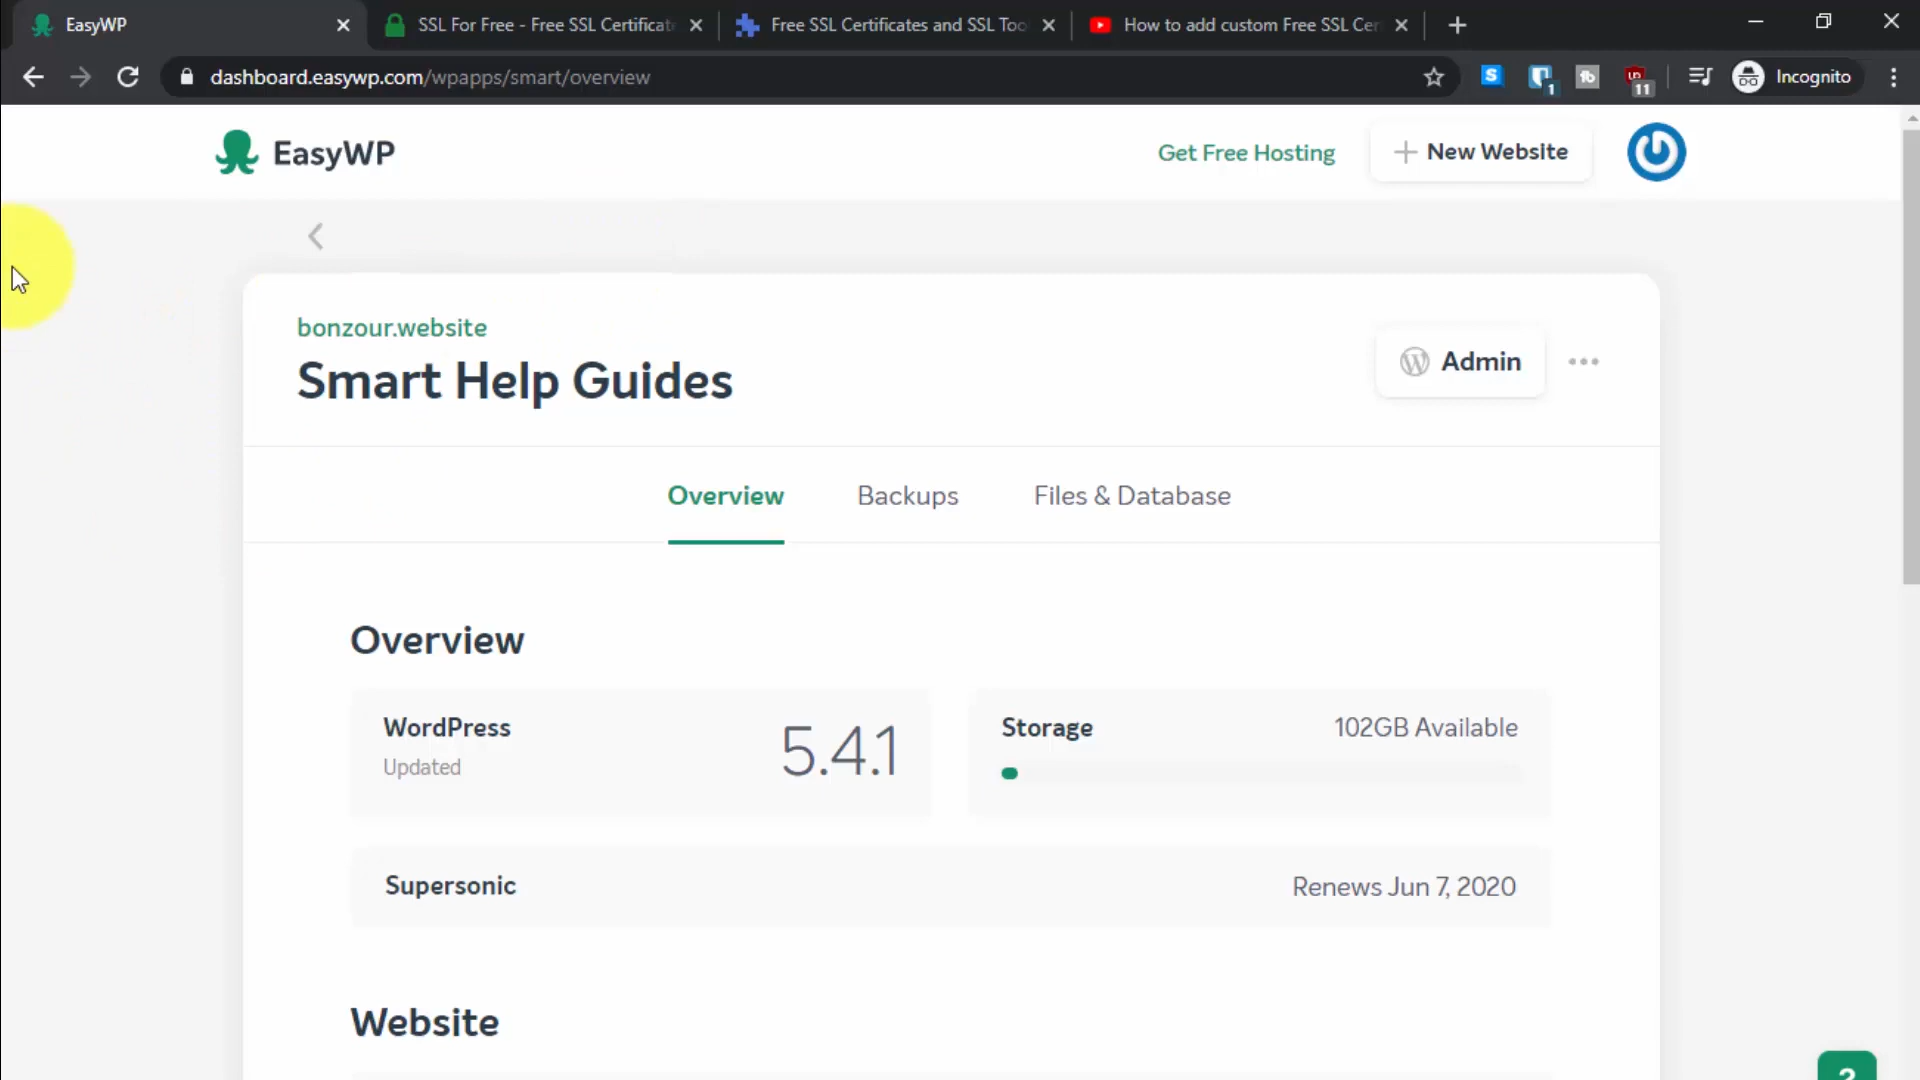 EasyWP
SSL For Free - Free SSL Certificat
Free SSL Certificates and SSL Too
How to add custom Free SSL Cer
dashboard.easywp.com/wpapps/smart/overview
S
1
fb
11
Incognito
EasyWP
Get Free Hosting
New Website
bonzour.website
Smart Help Guides
Admin
Overview
Backups
Files & Database
Overview
WordPress
5.4.1
Updated
Storage
102GB Available
Supersonic
Renews Jun 7, 2020
Website
?